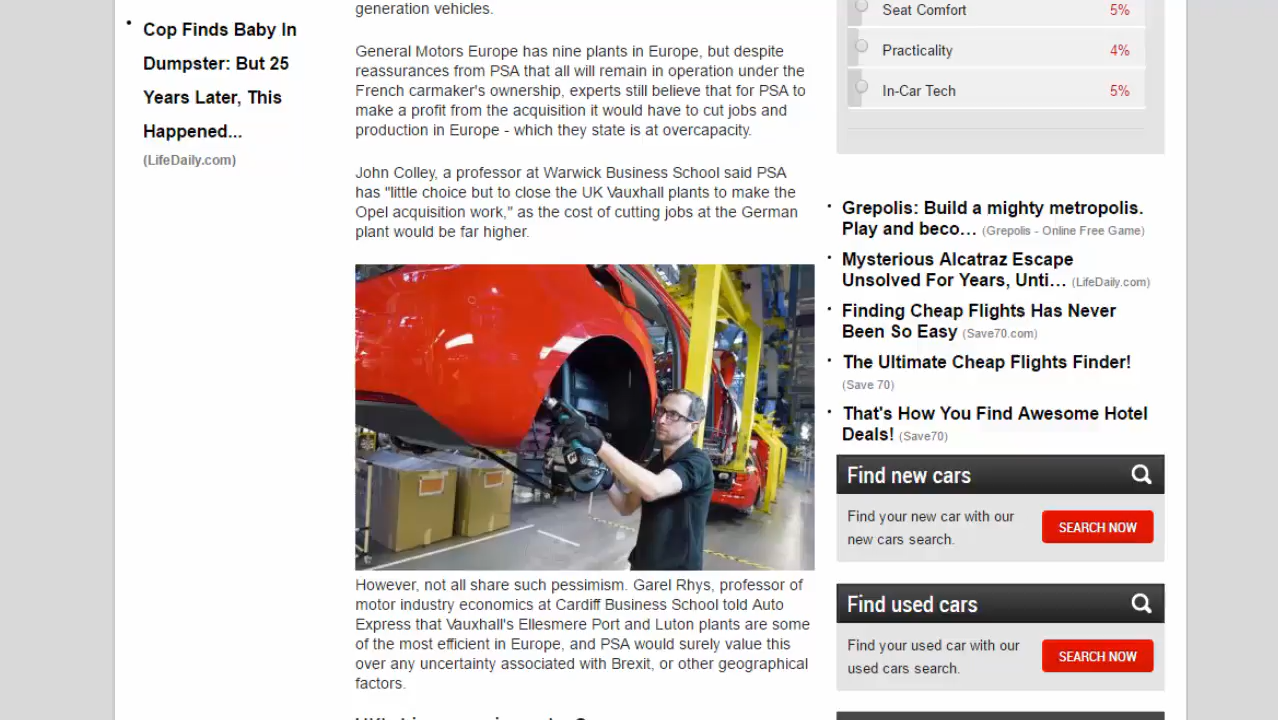 Cop Finds Baby In
Dumpster: But 25
Years Later, This
Happened...
(LifeDaily.com)
generation vehicles.
General Motors Europe has nine plants in Europe, but despite
reassurances from PSA that all will remain in operation under the
French carmaker's ownership, experts still believe that for PSA to
make a profit from the acquisition it would have to cut jobs and
production in Europe - which they state is at overcapacity.
John Colley, a professor at Warwick Business School said PSA
has "little choice but to close the UK Vauxhall plants to make the
Opel acquisition work," as the cost of cutting jobs at the German
plant would be far higher.
However, not all share such pessimism. Garel Rhys, professor of
motor industry economics at Cardiff Business School told Auto
Express that Vauxhall's Ellesmere Port and Luton plants are some
of the most efficient in Europe, and PSA would surely value this
over any uncertainty associated with Brexit, or other geographical
factors.
Seat Comfort 5%
Practicality 4%
In-Car Tech 5%
Grepolis: Build a mighty metropolis.
Play and beco… (Grepolis - Online Free Game)
Mysterious Alcatraz Escape
Unsolved For Years, Unti… (LifeDaily.com)
Finding Cheap Flights Has Never
Been So Easy (Save70.com)
The Ultimate Cheap Flights Finder!
(Save 70)
That's How You Find Awesome Hotel
Deals! (Save70)
Find new cars
Find your new car with our
new cars search.
SEARCH NOW
Find used cars
Find your used car with our
used cars search.
SEARCH NOW